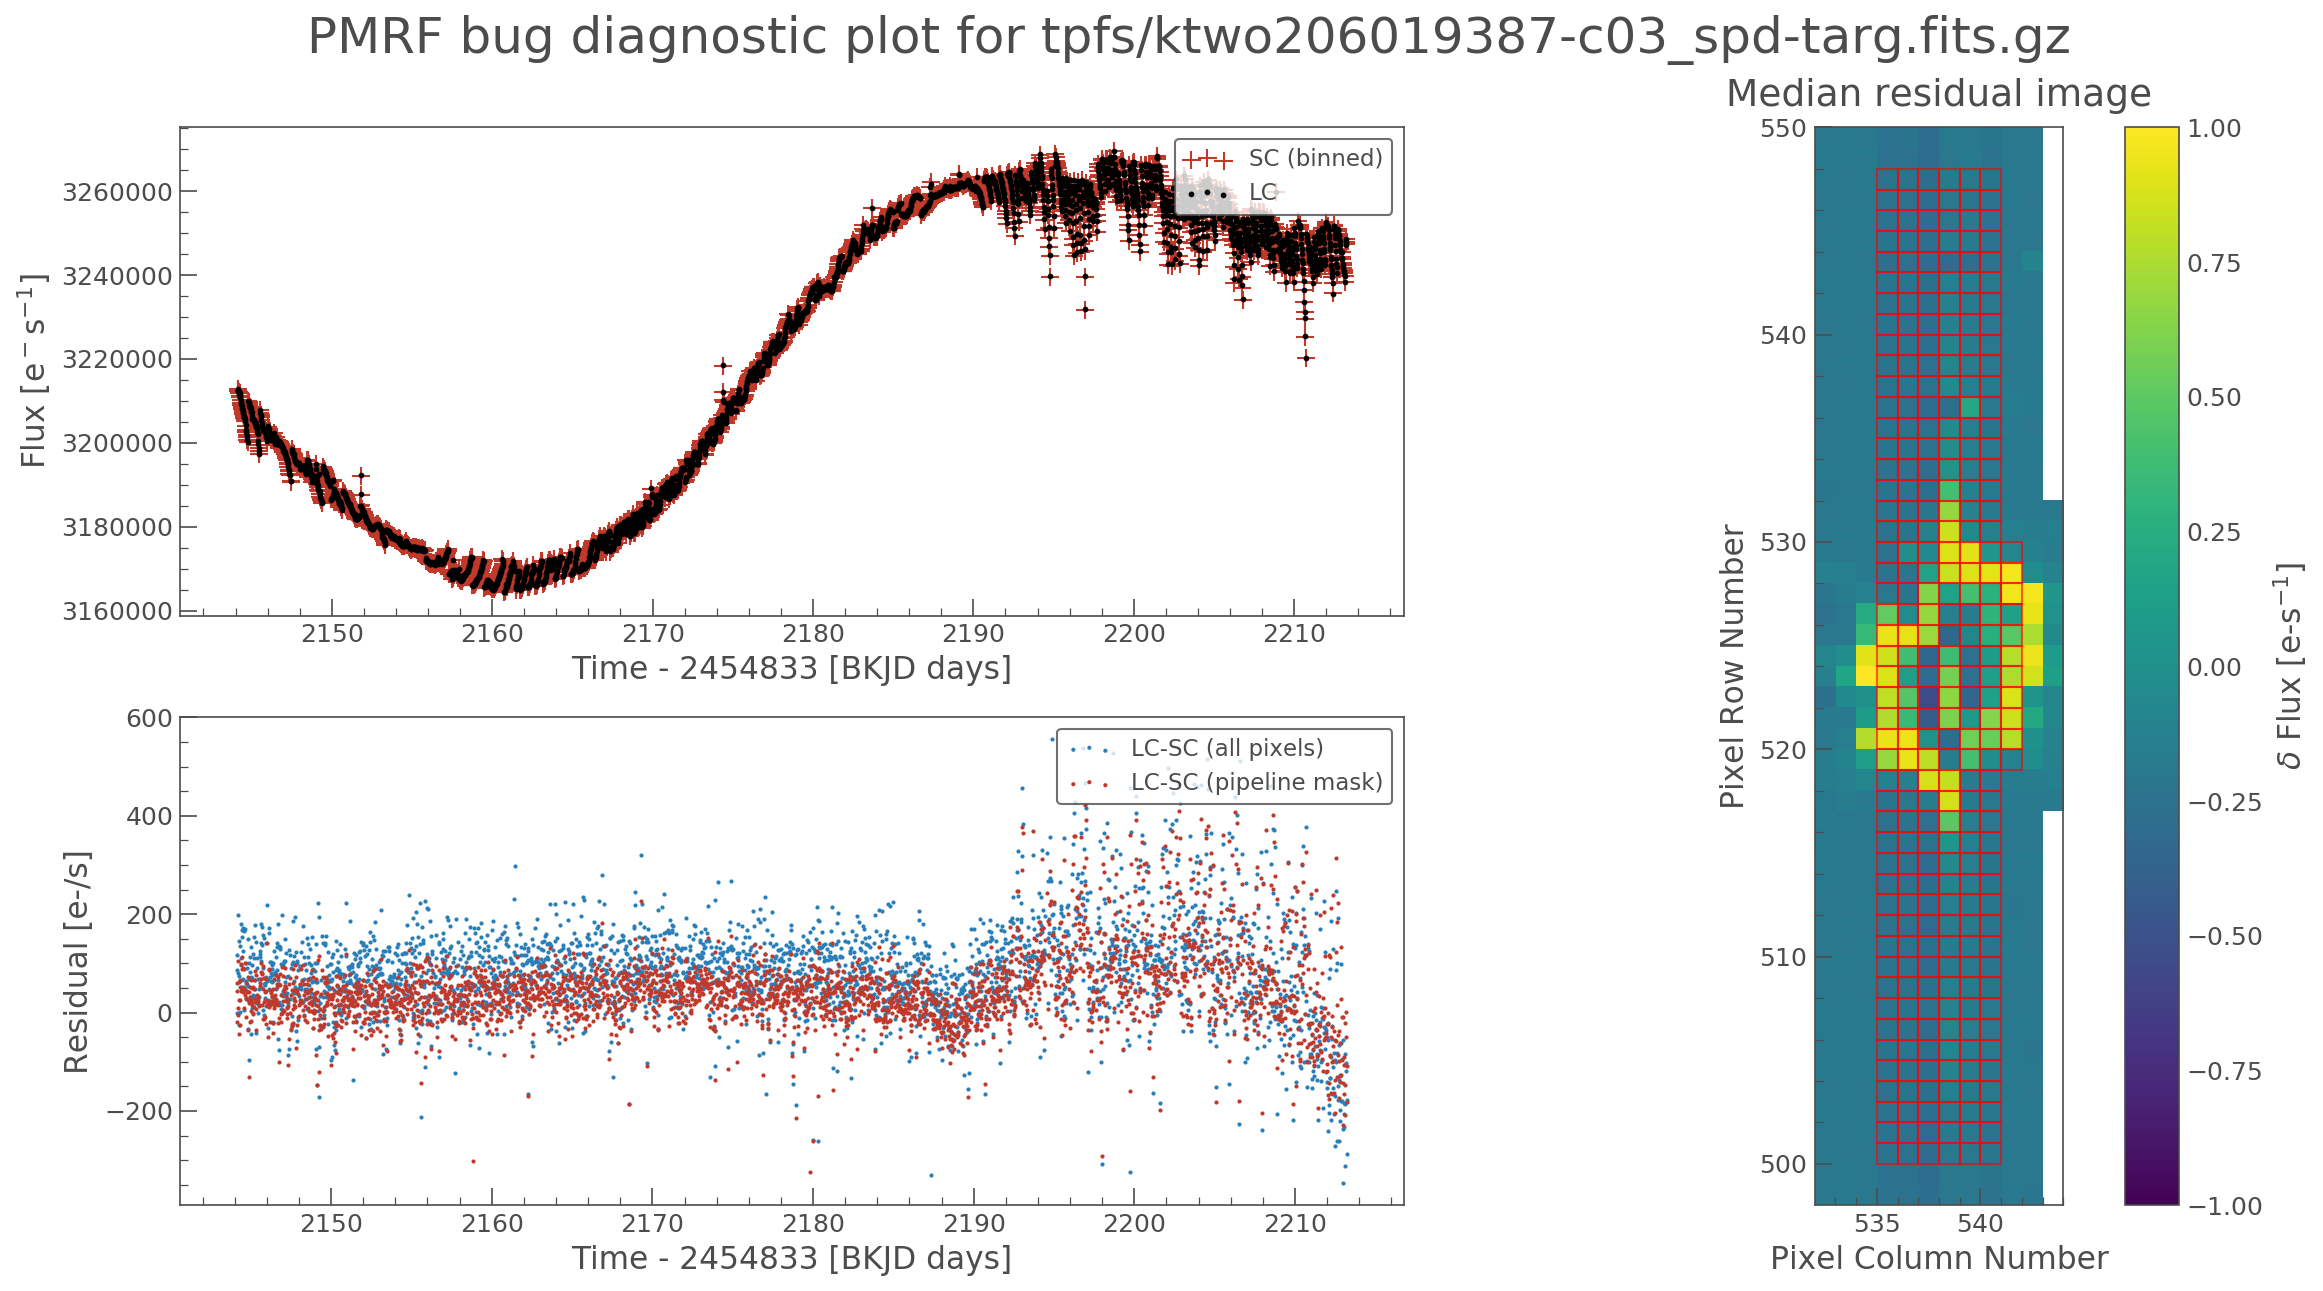 PMRF bug diagnostic plot for tpfs/ktwo206019387-c03_spd-targ.fits.gz
SC (binned)
LC
3260000
3240000
3220000
3200000
3180000
3160000
Flux [e⁻ s⁻¹]
2150 2160 2170 2180 2190 2200 2210
Time - 2454833 [BKJD days]
LC-SC (all pixels)
LC-SC (pipeline mask)
600
400
200
0
−200
Residual [e-/s]
2150 2160 2170 2180 2190 2200 2210
Time - 2454833 [BKJD days]
Median residual image
550
540
530
520
510
500
Pixel Row Number
535 540
Pixel Column Number
1.00
0.75
0.50
0.25
0.00
−0.25
−0.50
−0.75
−1.00
δ Flux [e-s⁻¹]